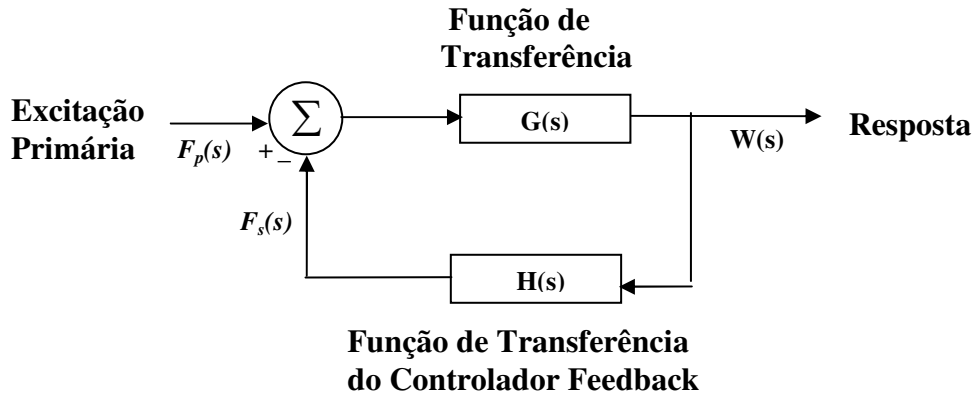 Função de
Transferência
Excitação
Primária
F_p(s)
+
–
Σ
G(s)
W(s)
Resposta
F_s(s)
H(s)
Função de Transferência
do Controlador Feedback